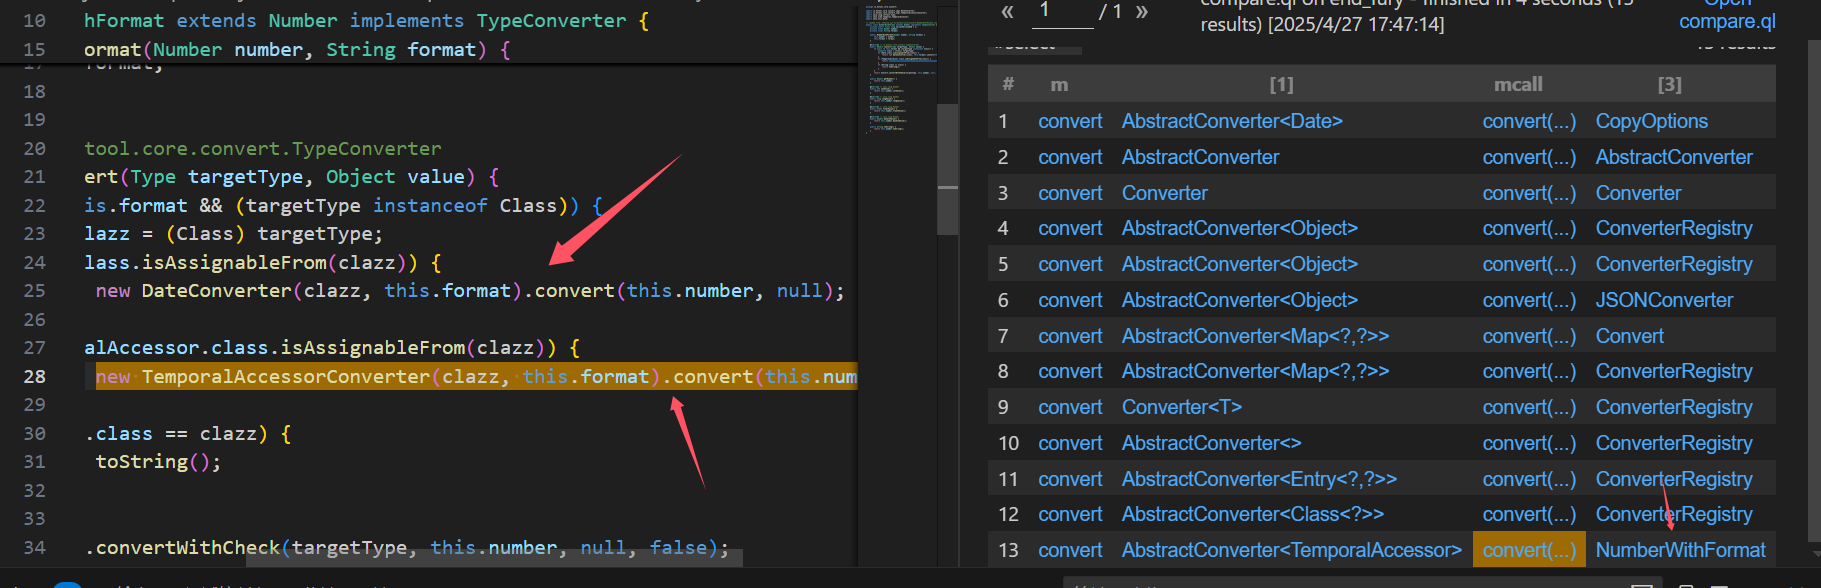 10 hFormat extends Number implements TypeConverter {
15 ormat(Number number, String format) {
17 format;
18
19
20 tool.core.convert.TypeConverter
21 ert(Type targetType, Object value) {
22 is.format && (targetType instanceof Class)) {
23 lazz = (Class) targetType;
24 lass.isAssignableFrom(clazz)) {
25 new DateConverter(clazz, this.format).convert(this.number, null);
26
27 alAccessor.class.isAssignableFrom(clazz)) {
28 new TemporalAccessorConverter(clazz, this.format).convert(this.num
29
30 .class == clazz) {
31 toString();
32
33
34 .convertWithCheck(targetType, this.number, null, false);
« 1 / 1 »
results) [2025/4/27 17:47:14]
Open
compare.ql
# m [1] mcall [3]
1 convert AbstractConverter<Date> convert(...) CopyOptions
2 convert AbstractConverter convert(...) AbstractConverter
3 convert Converter convert(...) Converter
4 convert AbstractConverter<Object> convert(...) ConverterRegistry
5 convert AbstractConverter<Object> convert(...) ConverterRegistry
6 convert AbstractConverter<Object> convert(...) JSONConverter
7 convert AbstractConverter<Map<?,?>> convert(...) Convert
8 convert AbstractConverter<Map<?,?>> convert(...) ConverterRegistry
9 convert Converter<T> convert(...) ConverterRegistry
10 convert AbstractConverter<> convert(...) ConverterRegistry
11 convert AbstractConverter<Entry<?,?>> convert(...) ConverterRegistry
12 convert AbstractConverter<Class<?>> convert(...) ConverterRegistry
13 convert AbstractConverter<TemporalAccessor> convert(...) NumberWithFormat